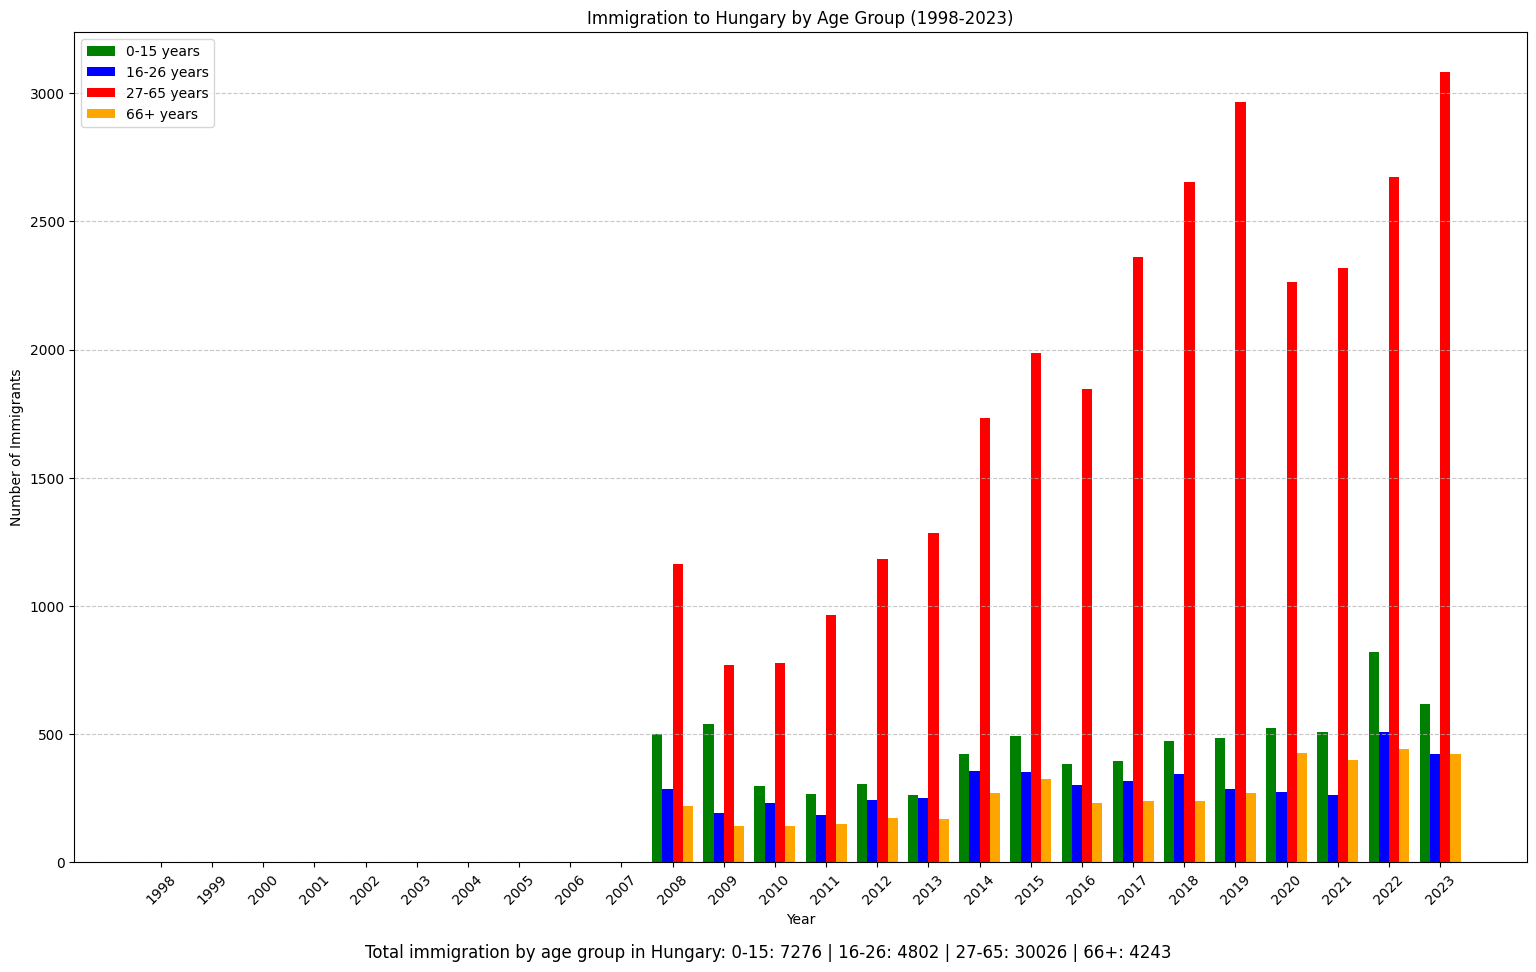 Immigration to Hungary by Age Group (1998-2023)
0-15 years
16-26 years
27-65 years
66+ years
Number of Immigrants
3000
2500
2000
1500
1000
500
0
1998 1999 2000 2001 2002 2003 2004 2005 2006 2007 2008 2009 2010 2011 2012 2013 2014 2015 2016 2017 2018 2019 2020 2021 2022 2023
Year
Total immigration by age group in Hungary: 0-15: 7276 | 16-26: 4802 | 27-65: 30026 | 66+: 4243